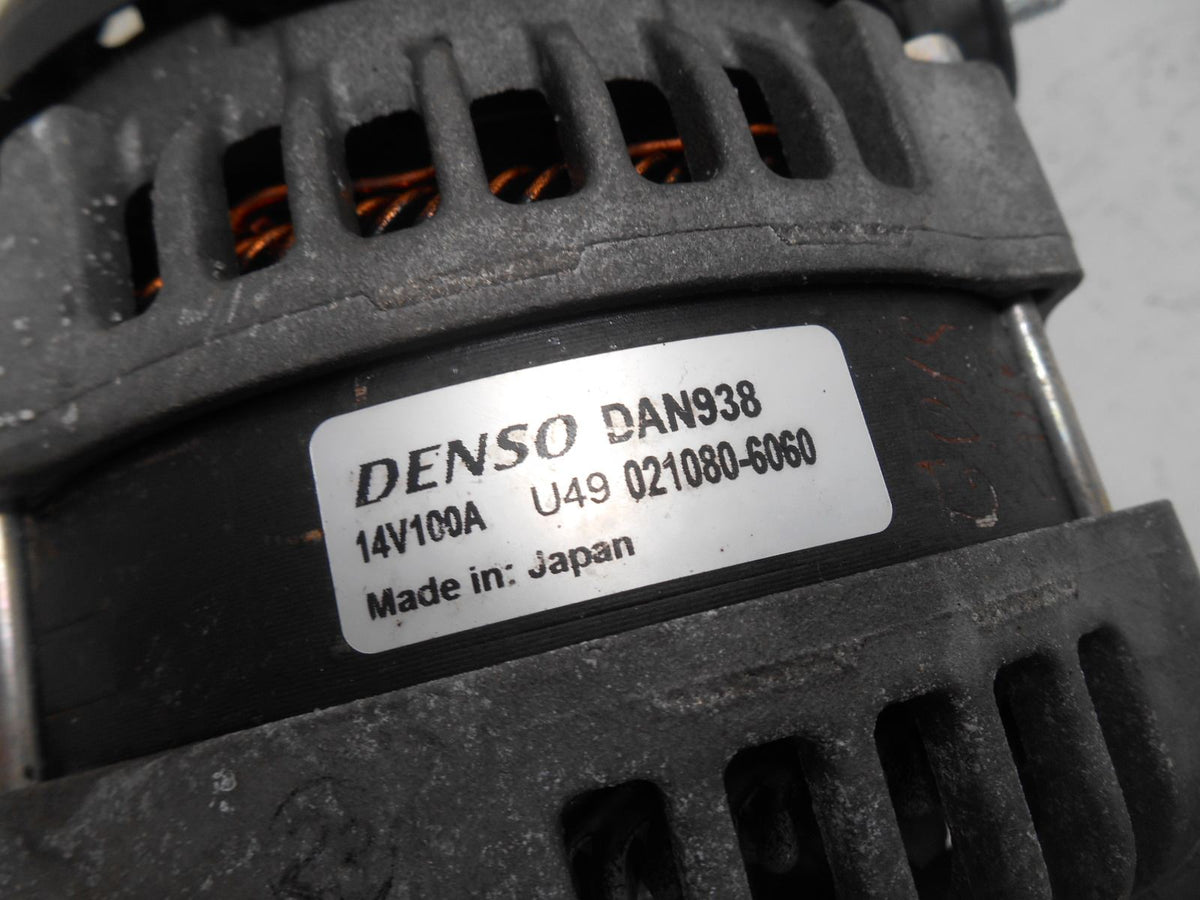 DENSO DAN938
14V100A U49 021080-6060
Made in: Japan